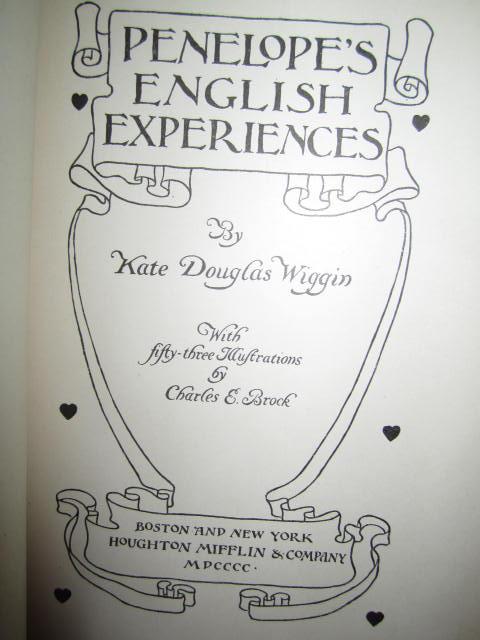 PENELOPE'S
ENGLISH
EXPERIENCES
By
Kate Douglas Wiggin
With
fifty-three Illustrations
by
Charles E. Brock
BOSTON AND NEW YORK
HOUGHTON MIFFLIN & COMPANY
MDCCCC·